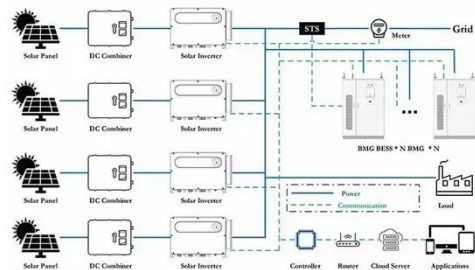 STS
Meter
Grid
Solar Panel
DC Combiner
Solar Inverter
Solar Panel
DC Combiner
Solar Inverter
BMG BESS * N BMG * N
Solar Panel
DC Combiner
Solar Inverter
Power
Communication
Load
Solar Panel
DC Combiner
Solar Inverter
Controller
Router
Cloud Server
Applications